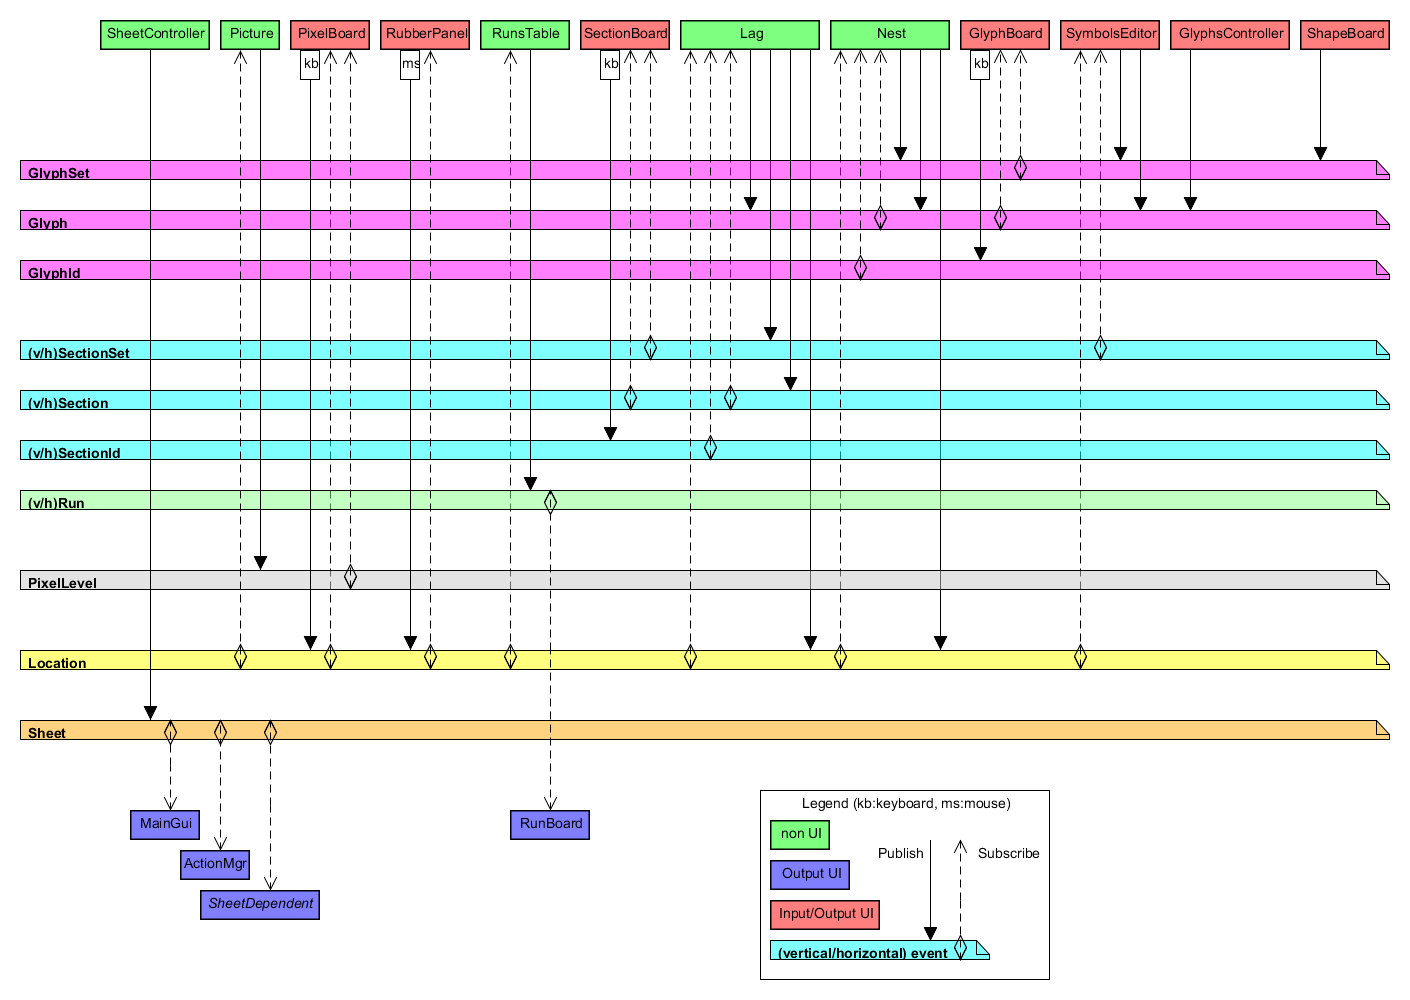 SheetController Picture PixelBoard RubberPanel RunsTable SectionBoard Lag Nest GlyphBoard SymbolsEditor GlyphsController ShapeBoard
kb ms kb kb
GlyphSet
Glyph
GlyphId
(v/h)SectionSet
(v/h)Section
(v/h)SectionId
(v/h)Run
PixelLevel
Location
Sheet
MainGui RunBoard
ActionMgr
SheetDependent
Legend (kb:keyboard, ms:mouse)
non UI
Publish Subscribe
Output UI
Input/Output UI
(vertical/horizontal) event